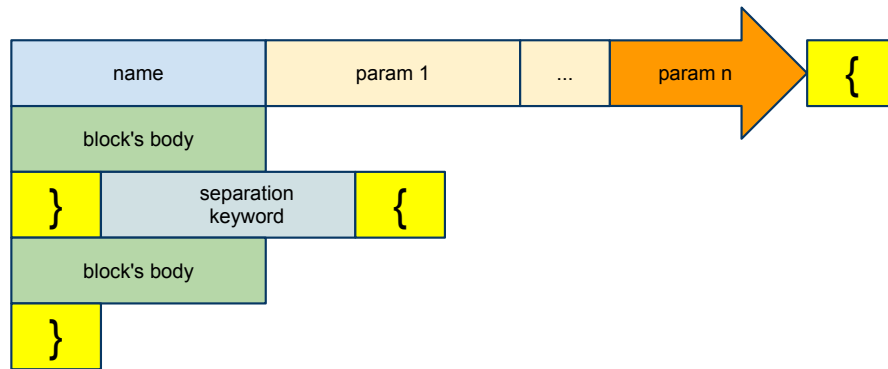 name param 1 ... param n {
block's body
} separation
keyword {
block's body
}